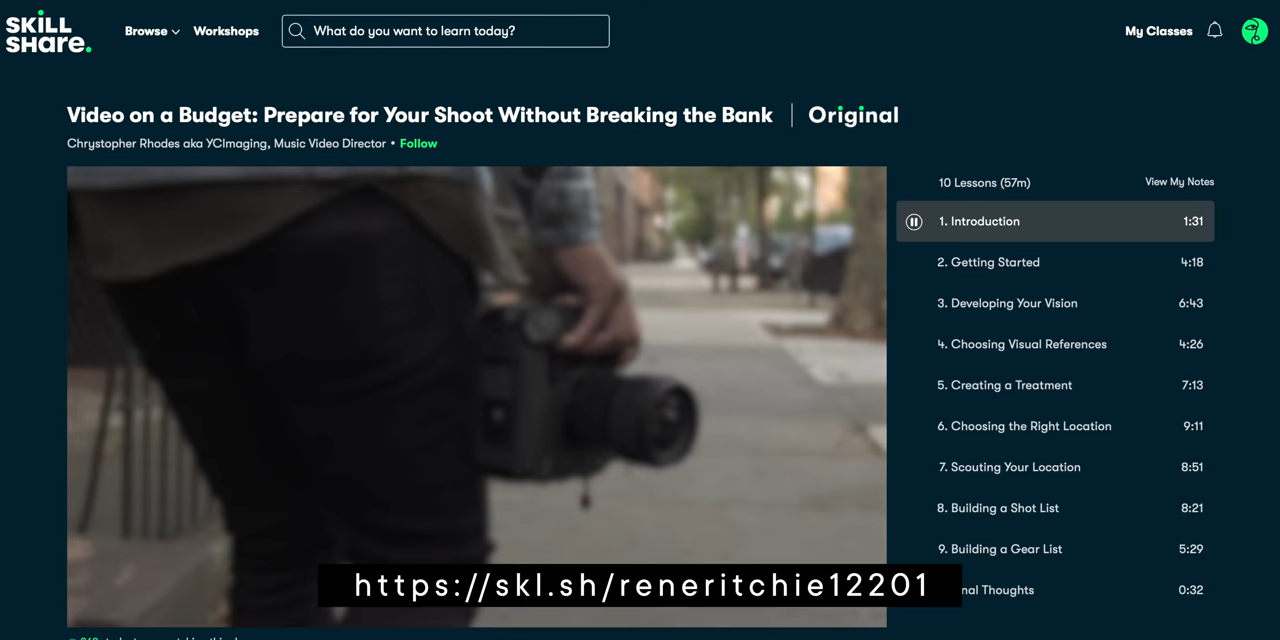 SKILL SHARE.
Browse
Workshops
What do you want to learn today?
My Classes
Video on a Budget: Prepare for Your Shoot Without Breaking the Bank | Original
Chrystopher Rhodes aka YCImaging, Music Video Director • Follow
10 Lessons (57m)
View My Notes
1. Introduction 1:31
2. Getting Started 4:18
3. Developing Your Vision 6:43
4. Choosing Visual References 4:26
5. Creating a Treatment 7:13
6. Choosing the Right Location 9:11
7. Scouting Your Location 8:51
8. Building a Shot List 8:21
9. Building a Gear List 5:29
Thoughts 0:32
https://skl.sh/reneritchie12201